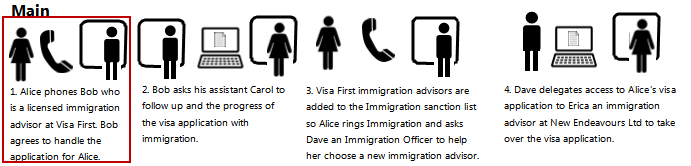 Main
1. Alice phones Bob who
is a licensed immigration
advisor at Visa First. Bob
agrees to handle the
application for Alice.
2. Bob asks his assistant Carol to
follow up and the progress of
the visa application with
immigration.
3. Visa First immigration advisors are
added to the Immigration sanction list
so Alice rings Immigration and asks
Dave an Immigration Officer to help
her choose a new immigration advisor.
4. Dave delegates access to Alice's visa
application to Erica an immigration
advisor at New Endeavours Ltd to take
over the visa application.